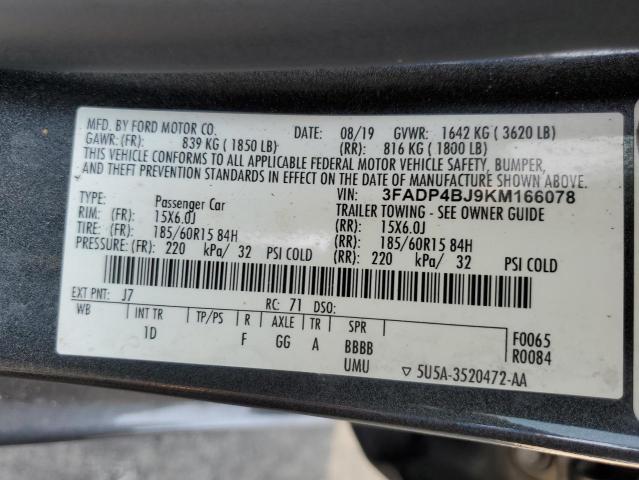 MFD. BY FORD MOTOR CO. DATE: 08/19 GVWR: 1642 KG ( 3620 LB)
GAWR: (FR): 839 KG ( 1850 LB) (RR): 816 KG ( 1800 LB)
THIS VEHICLE CONFORMS TO ALL APPLICABLE FEDERAL MOTOR VEHICLE SAFETY, BUMPER,
AND THEFT PREVENTION STANDARDS IN EFFECT ON THE DATE OF MANUFACTURE SHOWN ABOVE.
VIN: 3FADP4BJ9KM166078
TYPE: Passenger Car TRAILER TOWING - SEE OWNER GUIDE
RIM: (FR): 15X6.0J (RR): 15X6.0J
TIRE: (FR): 185/60R15 84H (RR): 185/60R15 84H
PRESSURE: (FR): 220 kPa/ 32 PSI COLD (RR): 220 kPa/ 32 PSI COLD
EXT PNT: J7 RC: 71 DSO:
WB INT TR TP/PS R AXLE TR SPR F0065
1D F GG A BBBB R0084
UMU ▽ 5U5A-3520472-AA